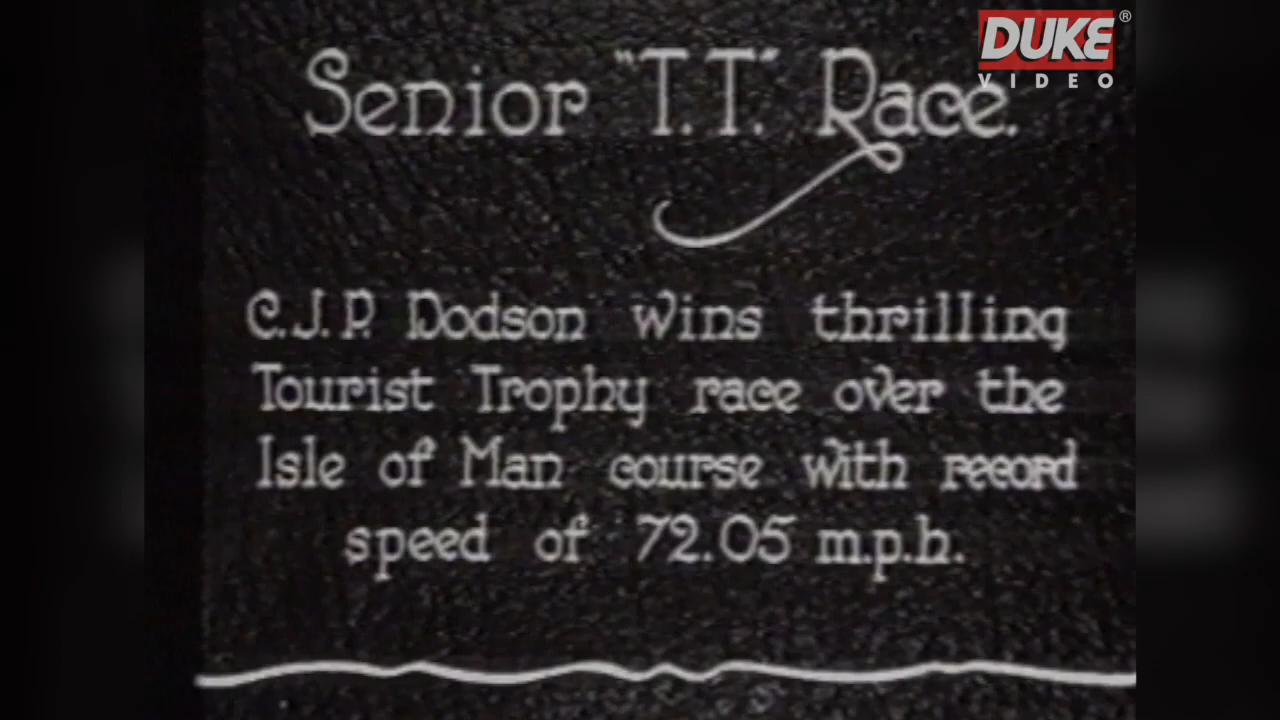 DUKE®
VIDEO
Senior "T.T." Race.
C.J.P. Dodson wins thrilling
Tourist Trophy race over the
Isle of Man course with record
speed of 72.05 m.p.h.